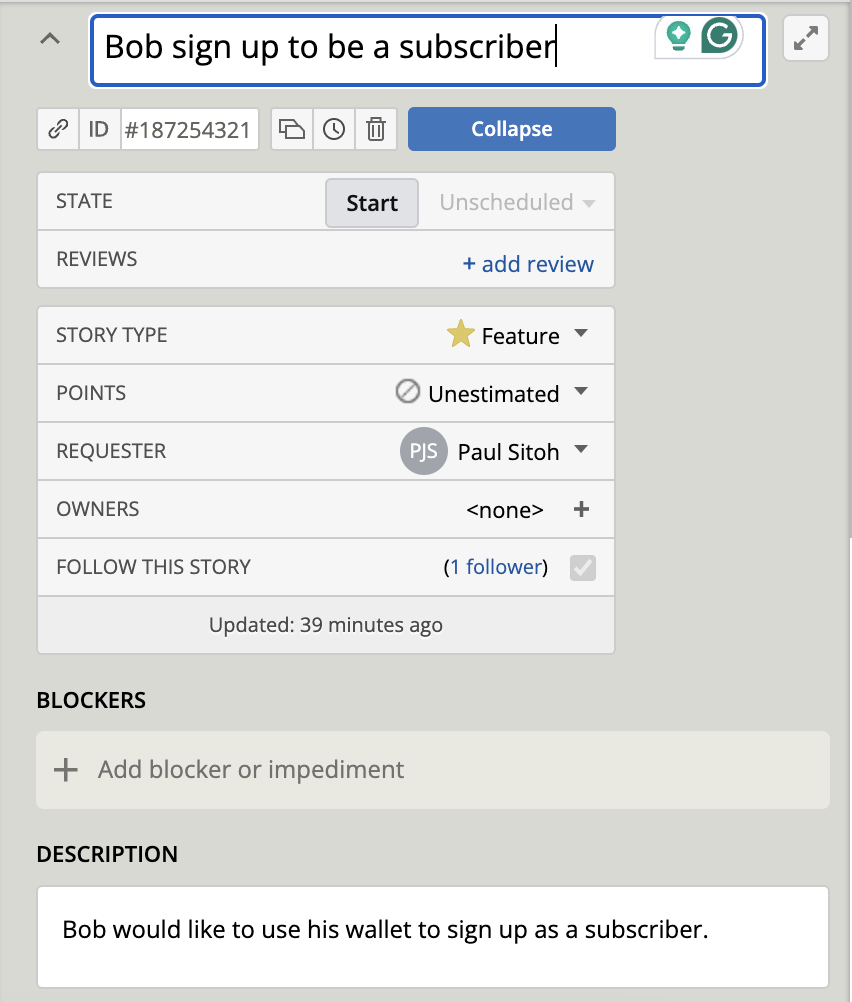 Bob sign up to be a subscriber
ID #187254321 Collapse
STATE Start Unscheduled
REVIEWS + add review
STORY TYPE Feature
POINTS Unestimated
REQUESTER PJS Paul Sitoh
OWNERS <none> +
FOLLOW THIS STORY (1 follower)
Updated: 39 minutes ago
BLOCKERS
+ Add blocker or impediment
DESCRIPTION
Bob would like to use his wallet to sign up as a subscriber.